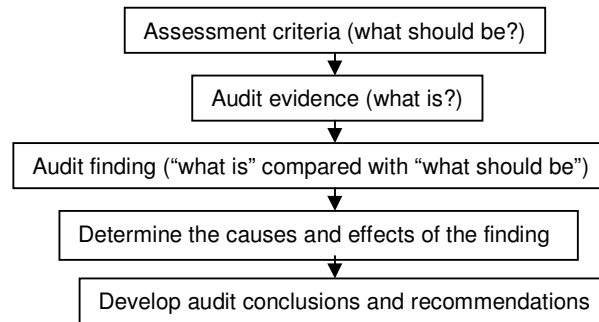 Assessment criteria (what should be?)
Audit evidence (what is?)
Audit finding (“what is” compared with “what should be”)
Determine the causes and effects of the finding
Develop audit conclusions and recommendations